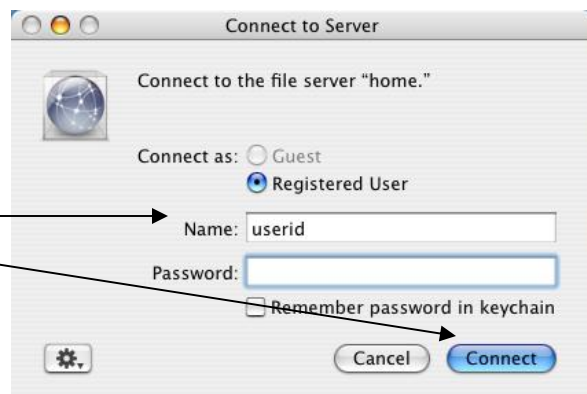 Connect to Server
Connect to the file server “home.”
Connect as: Guest
Registered User
Name: userid
Password:
Remember password in keychain
Cancel Connect